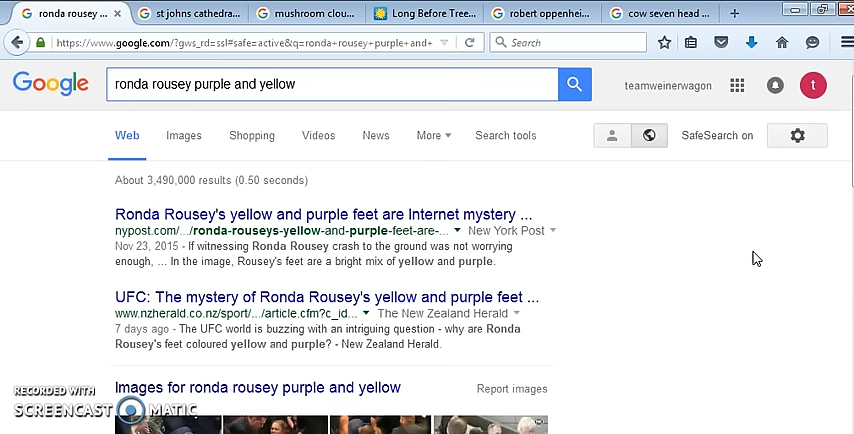 ronda rousey ...
st johns cathedra...
mushroom clou...
Long Before Tree...
robert oppenhei...
cow seven head ...
https://www.google.com/?gws_rd=ssl#safe=active&q=ronda+rousey+purple+and+
Search
Google
ronda rousey purple and yellow
teamweinerwagon
t
Web
Images
Shopping
Videos
News
More
Search tools
SafeSearch on
About 3,490,000 results (0.50 seconds)
Ronda Rousey's yellow and purple feet are Internet mystery ...
nypost.com/.../ronda-rouseys-yellow-and-purple-feet-are-... New York Post
Nov 23, 2015 - If witnessing Ronda Rousey crash to the ground was not worrying
enough, ... In the image, Rousey's feet are a bright mix of yellow and purple.
UFC: The mystery of Ronda Rousey's yellow and purple feet ...
www.nzherald.co.nz/sport/.../article.cfm?c_id... The New Zealand Herald
7 days ago - The UFC world is buzzing with an intriguing question - why are Ronda
Rousey's feet coloured yellow and purple? - New Zealand Herald.
Images for ronda rousey purple and yellow
Report images
RECORDED WITH
SCREENCAST MATIC